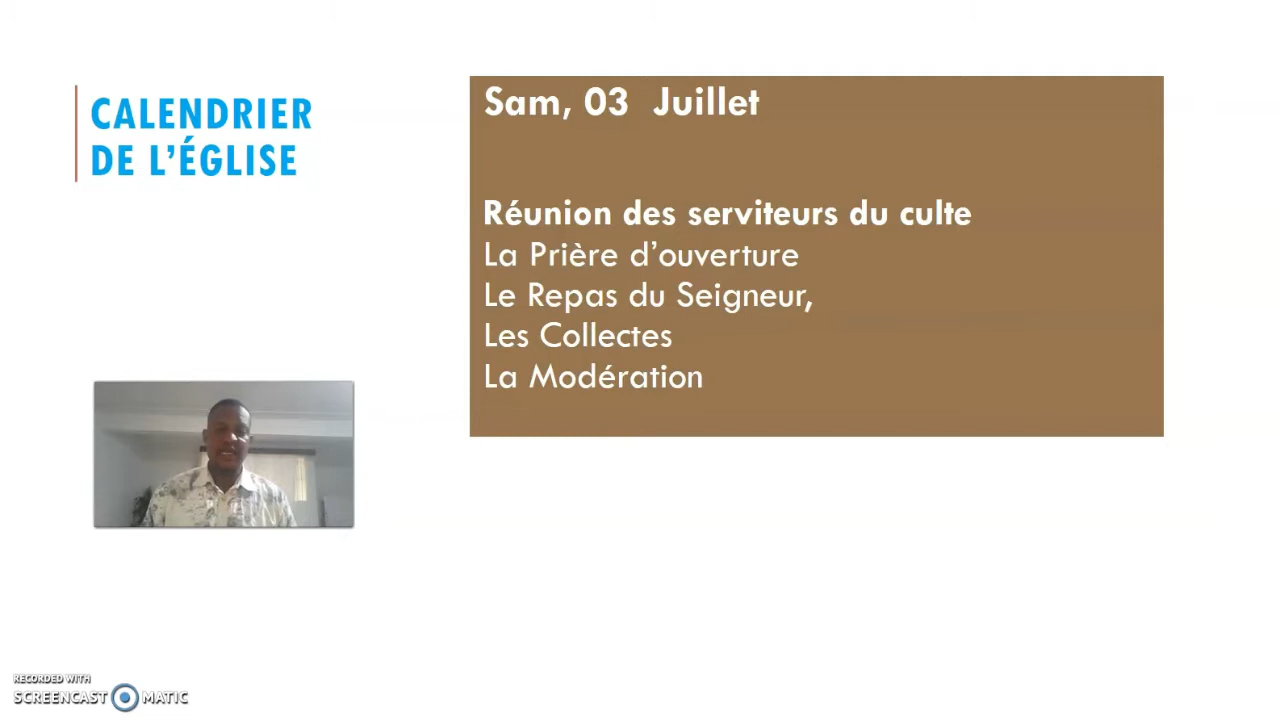 CALENDRIER
DE L’ÉGLISE
Sam, 03 Juillet
Réunion des serviteurs du culte
La Prière d’ouverture
Le Repas du Seigneur,
Les Collectes
La Modération
RECORDED WITH
SCREENCAST MATIC